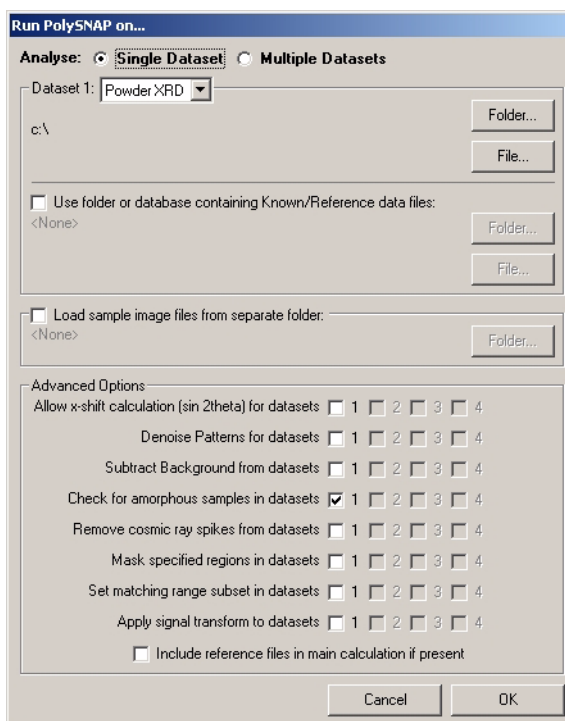 Run PolySNAP on...
Analyse: Single Dataset Multiple Datasets
Dataset 1: Powder XRD
Folder...
c:\
File...
Use folder or database containing Known/Reference data files:
<None>
Folder...
File...
Load sample image files from separate folder:
<None>
Folder...
Advanced Options
Allow x-shift calculation (sin 2theta) for datasets 1 2 3 4
Denoise Patterns for datasets 1 2 3 4
Subtract Background from datasets 1 2 3 4
Check for amorphous samples in datasets 1 2 3 4
Remove cosmic ray spikes from datasets 1 2 3 4
Mask specified regions in datasets 1 2 3 4
Set matching range subset in datasets 1 2 3 4
Apply signal transform to datasets 1 2 3 4
Include reference files in main calculation if present
Cancel OK